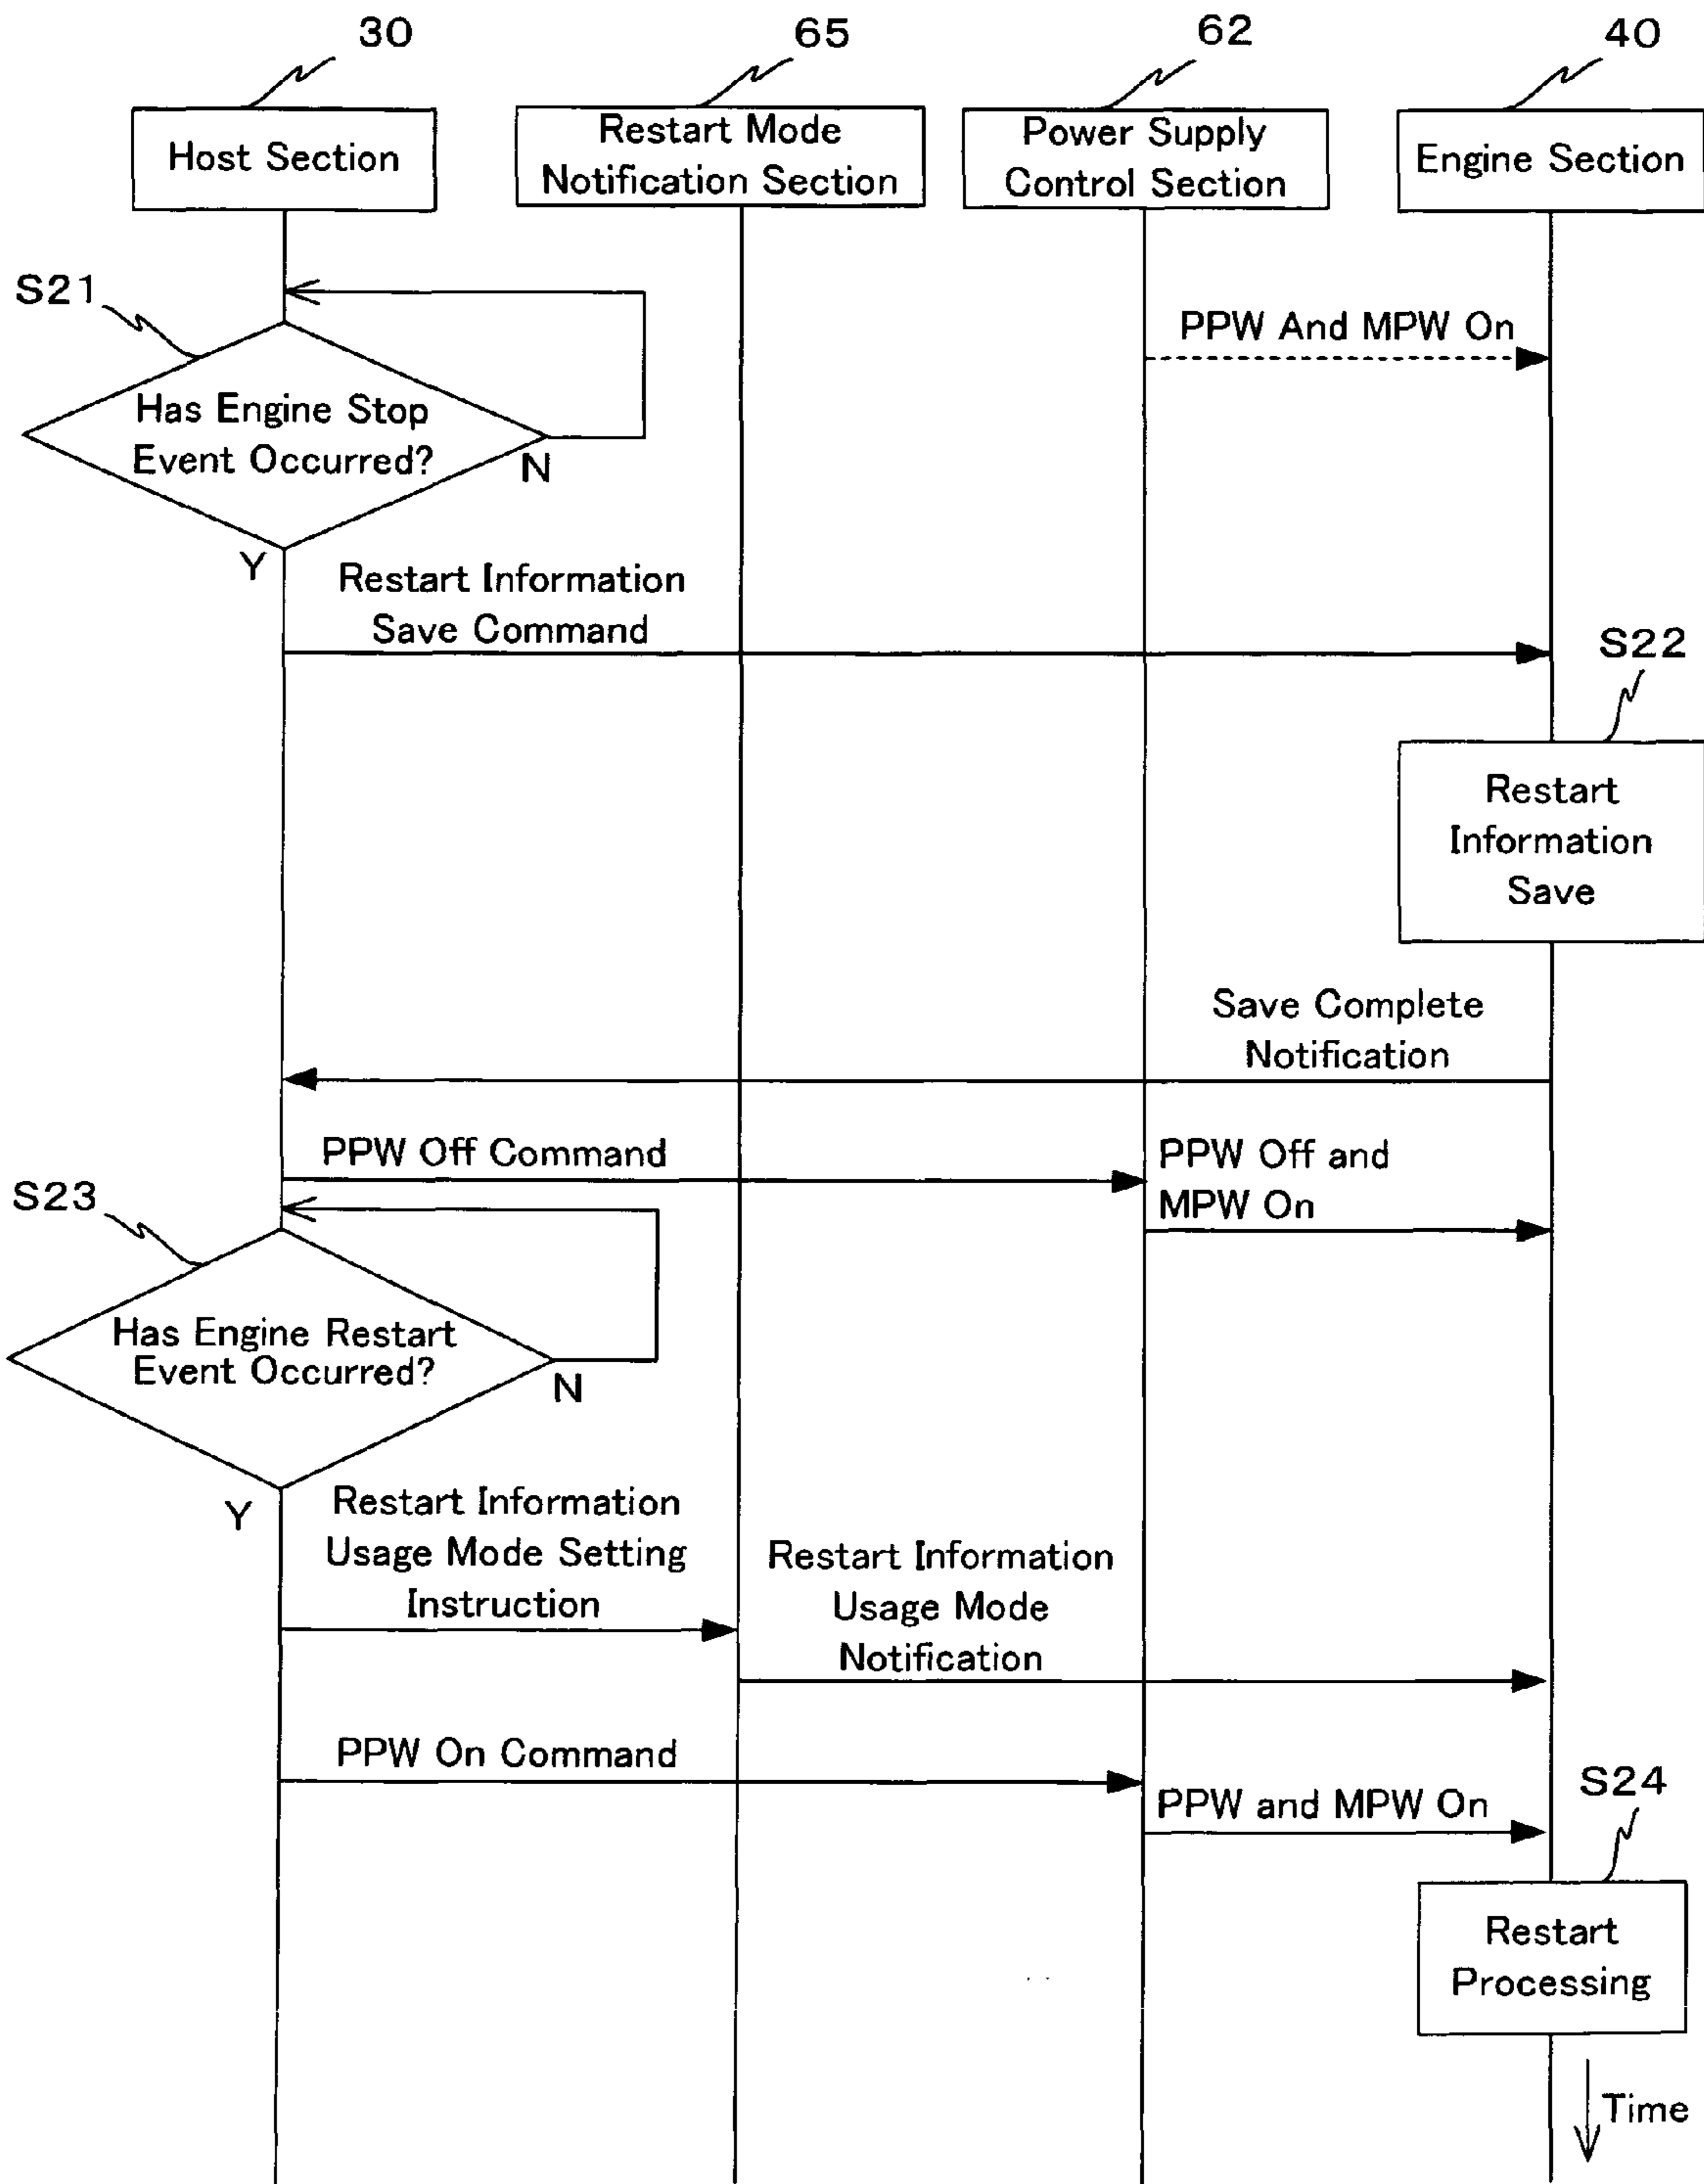 30
65
62
40
Host Section
Restart Mode
Notification Section
Power Supply
Control Section
Engine Section
S21
PPW And MPW On
Has Engine Stop
Event Occurred?
N
Y
Restart Information
Save Command
S22
Restart
Information
Save
Save Complete
Notification
PPW Off Command
PPW Off and
MPW On
S23
Has Engine Restart
Event Occurred?
N
Y
Restart Information
Usage Mode Setting
Instruction
Restart Information
Usage Mode
Notification
PPW On Command
PPW and MPW On
S24
Restart
Processing
Time